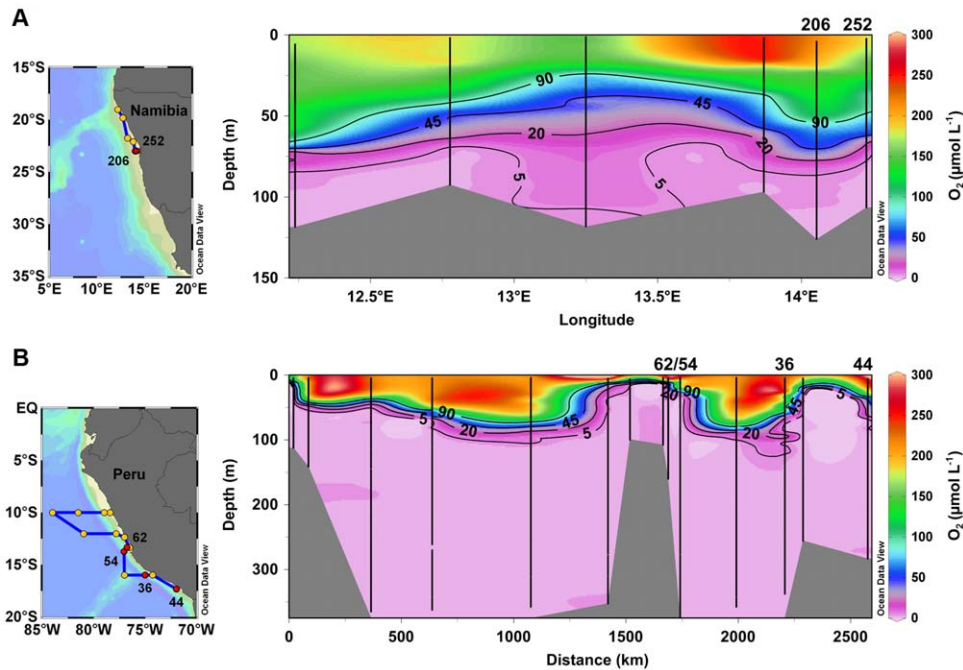 A
15°S
20°S
25°S
30°S
35°S
5°E 10°E 15°E 20°E
Namibia
252
206
Ocean Data View
206 252
0
50
100
150
Depth (m)
12.5°E 13°E 13.5°E 14°E
Longitude
90
45
20
5
5
45
20
90
Ocean Data View
300
250
200
150
100
50
0
O2 (µmol L-1)
B
EQ
5°S
10°S
15°S
20°S
85°W 80°W 75°W 70°W
Peru
62
54
36
44
Ocean Data View
62/54 36 44
0
100
200
300
Depth (m)
0 500 1000 1500 2000 2500
Distance (km)
5
90
20
45
5
20
90
5
20
45
5
Ocean Data View
300
250
200
150
100
50
0
O2 (µmol L-1)